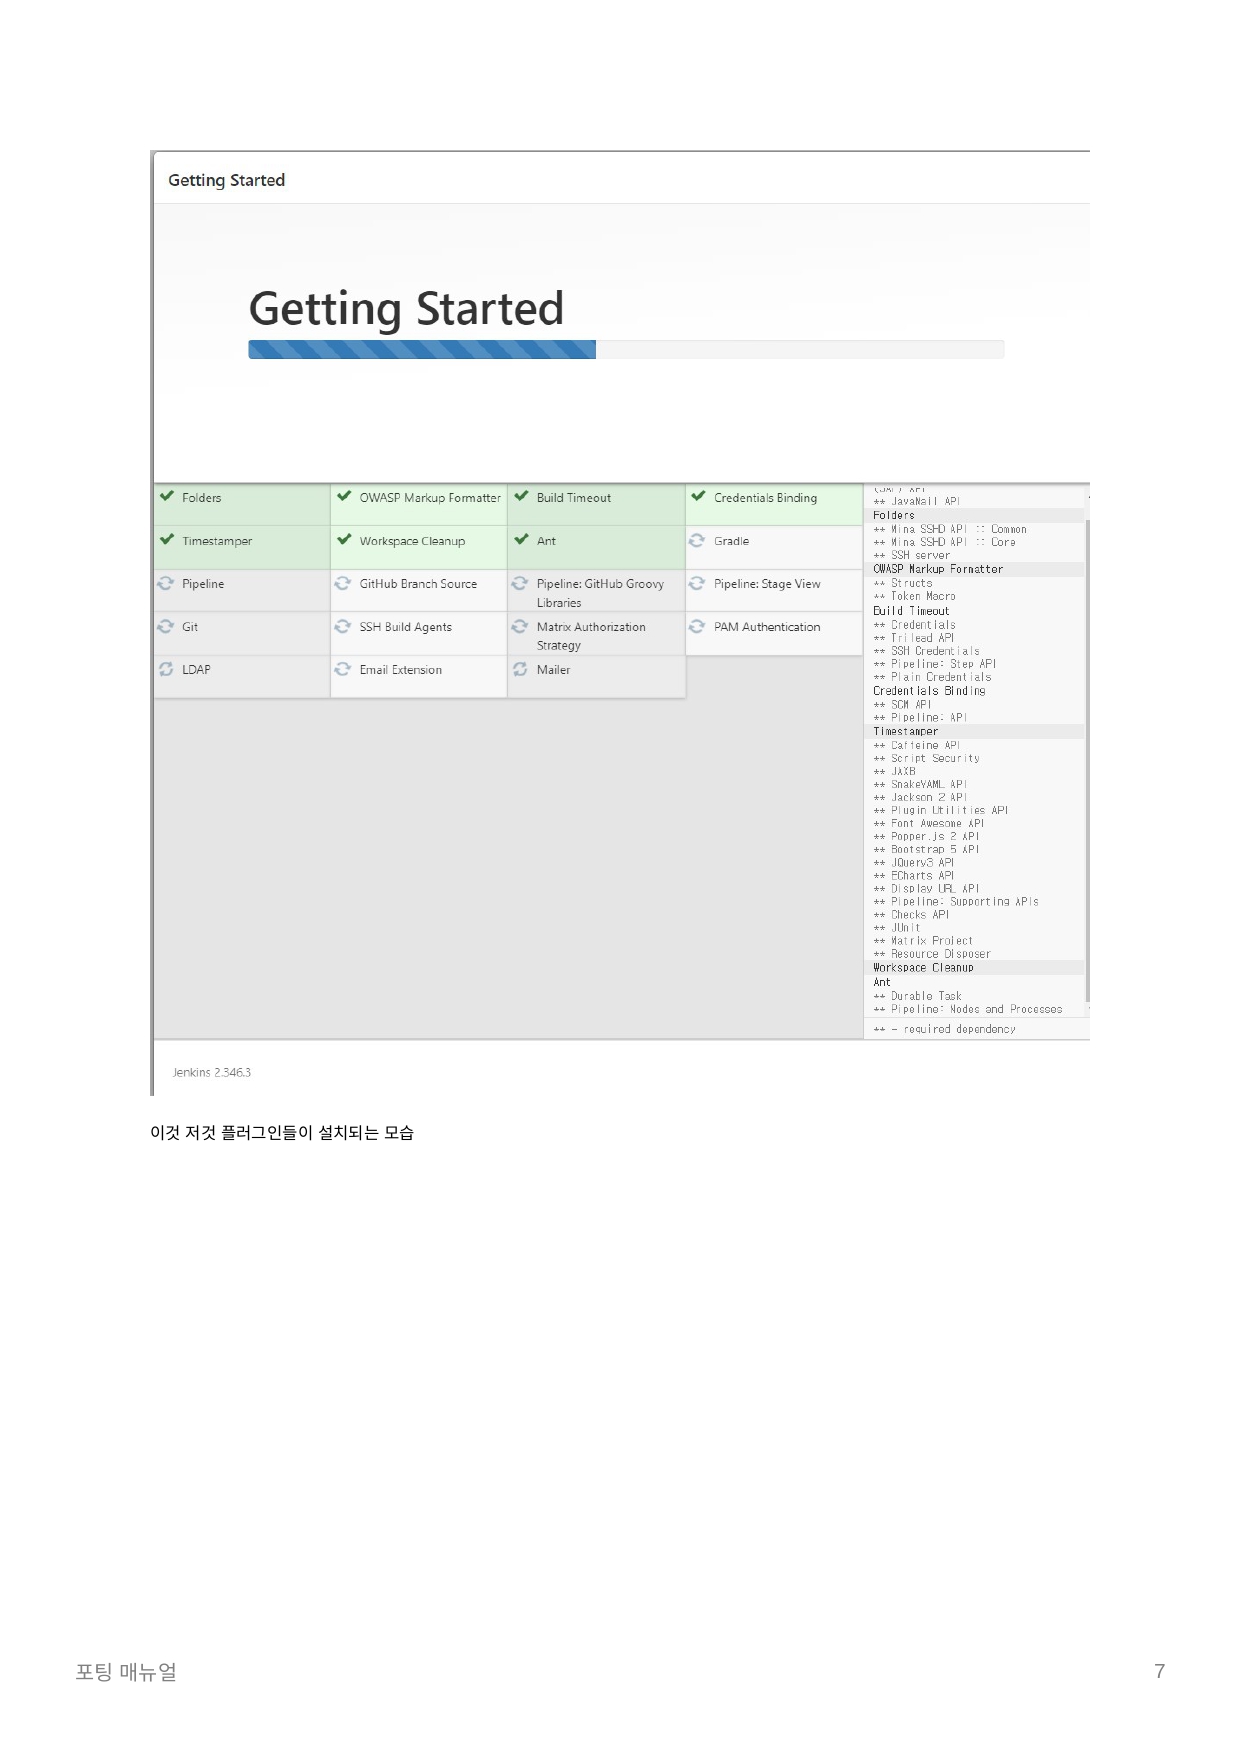 Getting Started
Getting Started
Folders
OWASP Markup Formatter
Build Timeout
Credentials Binding
Timestamper
Workspace Cleanup
Ant
Gradle
Pipeline
GitHub Branch Source
Pipeline: GitHub Groovy
Libraries
Pipeline: Stage View
Git
SSH Build Agents
Matrix Authorization
Strategy
PAM Authentication
LDAP
Email Extension
Mailer
** JavaMail API
Folders
** Mina SSHD API :: Common
** Mina SSHD API :: Core
** SSH server
OWASP Markup Formatter
** Structs
** Token Macro
Build Timeout
** Credentials
** Trilead API
** SSH Credentials
** Pipeline: Step API
** Plain Credentials
Credentials Binding
** SCM API
** Pipeline: API
Timestamper
** Caffeine API
** Script Security
** JAXB
** SnakeYAML API
** Jackson 2 API
** Plugin Utilities API
** Font Awesome API
** Popper.js 2 API
** Bootstrap 5 API
** JQuery3 API
** ECharts API
** Display URL API
** Pipeline: Supporting APIs
** Checks API
** JUnit
** Matrix Project
** Resource Disposer
Workspace Cleanup
Ant
** Durable Task
** Pipeline: Nodes and Processes
** - required dependency
Jenkins 2.346.3
이것 저것 플러그인들이 설치되는 모습
포팅 매뉴얼
7